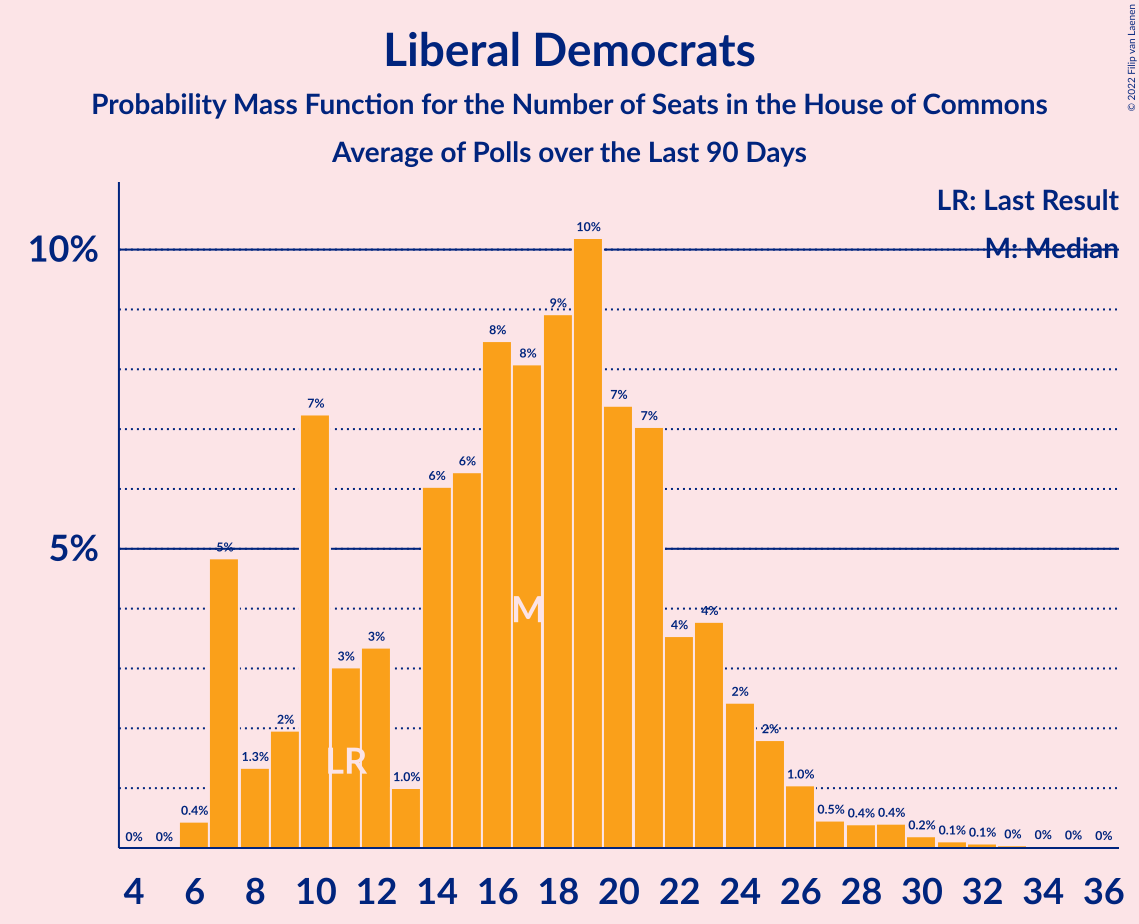 Liberal Democrats
Probability Mass Function for the Number of Seats in the House of Commons
Average of Polls over the Last 90 Days
© 2022 Filip van Laenen
LR: Last Result
M: Median
10%
5%
0% 0% 0.4% 5% 1.3% 2% 7% 3% 3% 1.0% 6% 6% 8% 8% 9% 10% 7% 7% 4% 4% 2% 2% 1.0% 0.5% 0.4% 0.4% 0.2% 0.1% 0.1% 0% 0% 0% 0%
M
LR
4 6 8 10 12 14 16 18 20 22 24 26 28 30 32 34 36